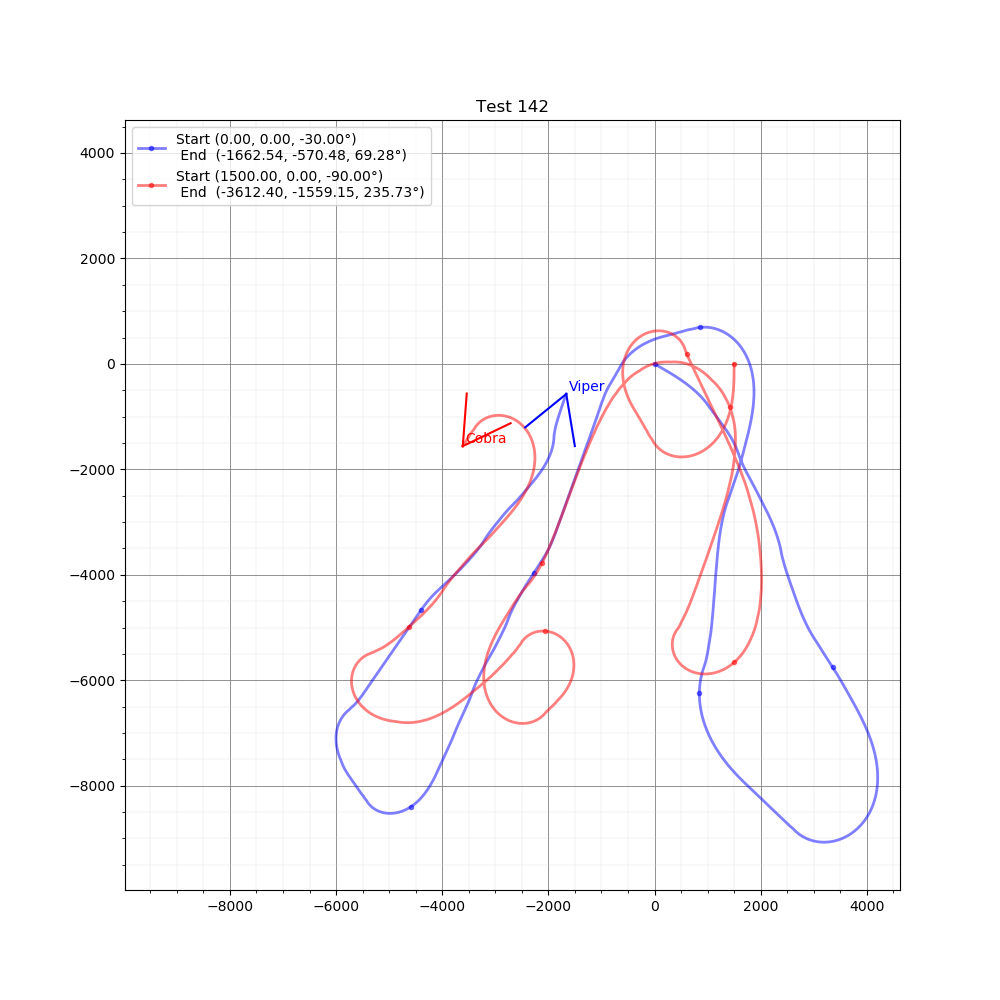 Test 142
Start (0.00, 0.00, -30.00°)
End (-1662.54, -570.48, 69.28°)
Start (1500.00, 0.00, -90.00°)
End (-3612.40, -1559.15, 235.73°)
4000
2000
0
−2000
−4000
−6000
−8000
Viper
Cobra
−8000 −6000 −4000 −2000 0 2000 4000